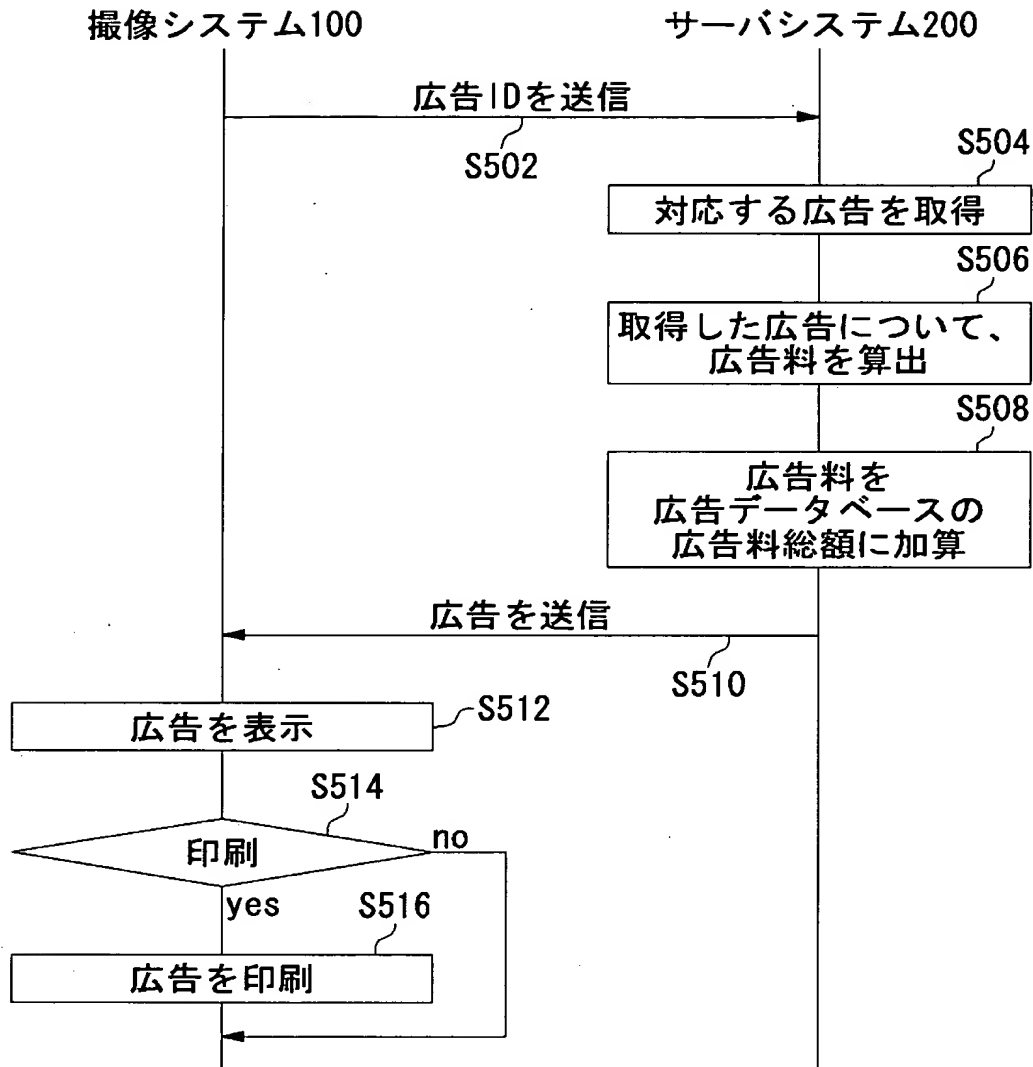 撮像システム100
サーバシステム200
広告IDを送信
S502
S504
対応する広告を取得
S506
取得した広告について、
広告料を算出
S508
広告料を
広告データベースの
広告料総額に加算
広告を送信
S510
広告を表示
S512
S514
印刷
no
yes
S516
広告を印刷